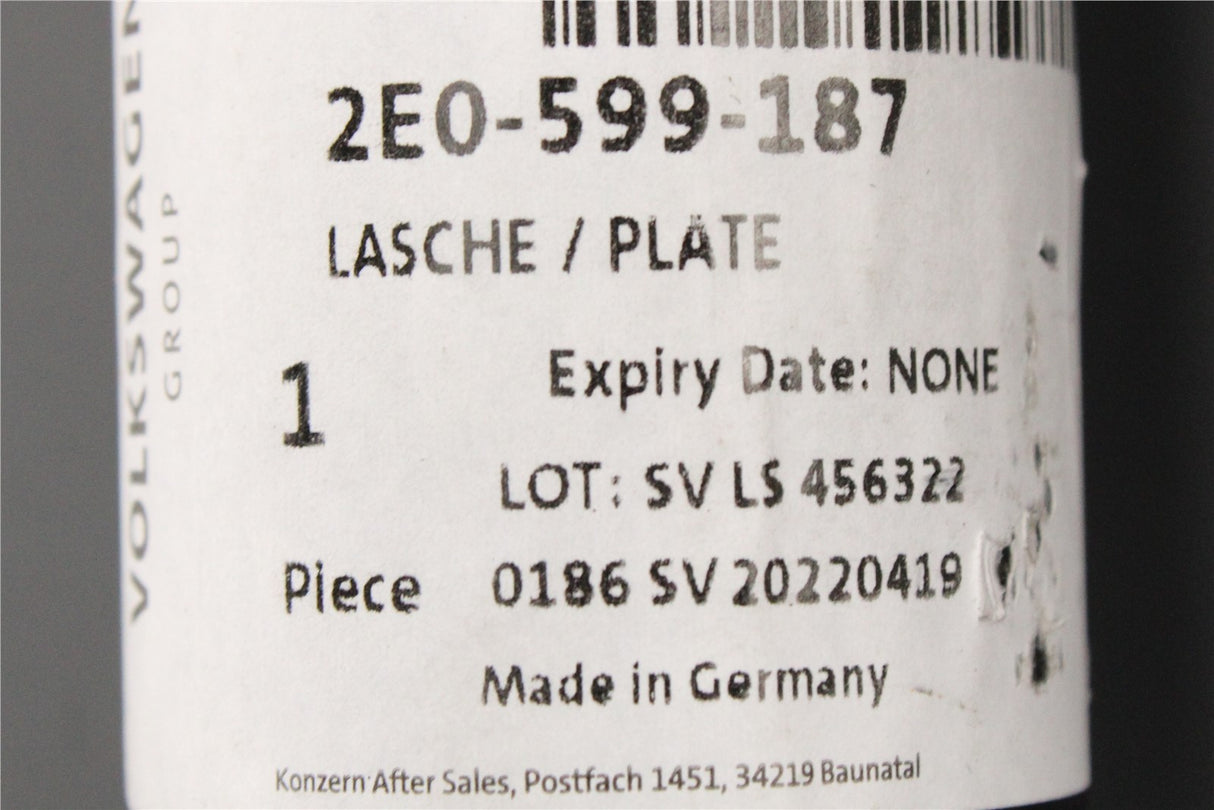 VOLKSWAGEN
GROUP
2E0-599-187
LASCHE / PLATE
1
Expiry Date: NONE
LOT: SV LS 456322
Piece 0186 SV 20220419
Made in Germany
Konzern After Sales, Postfach 1451, 34219 Baunatal